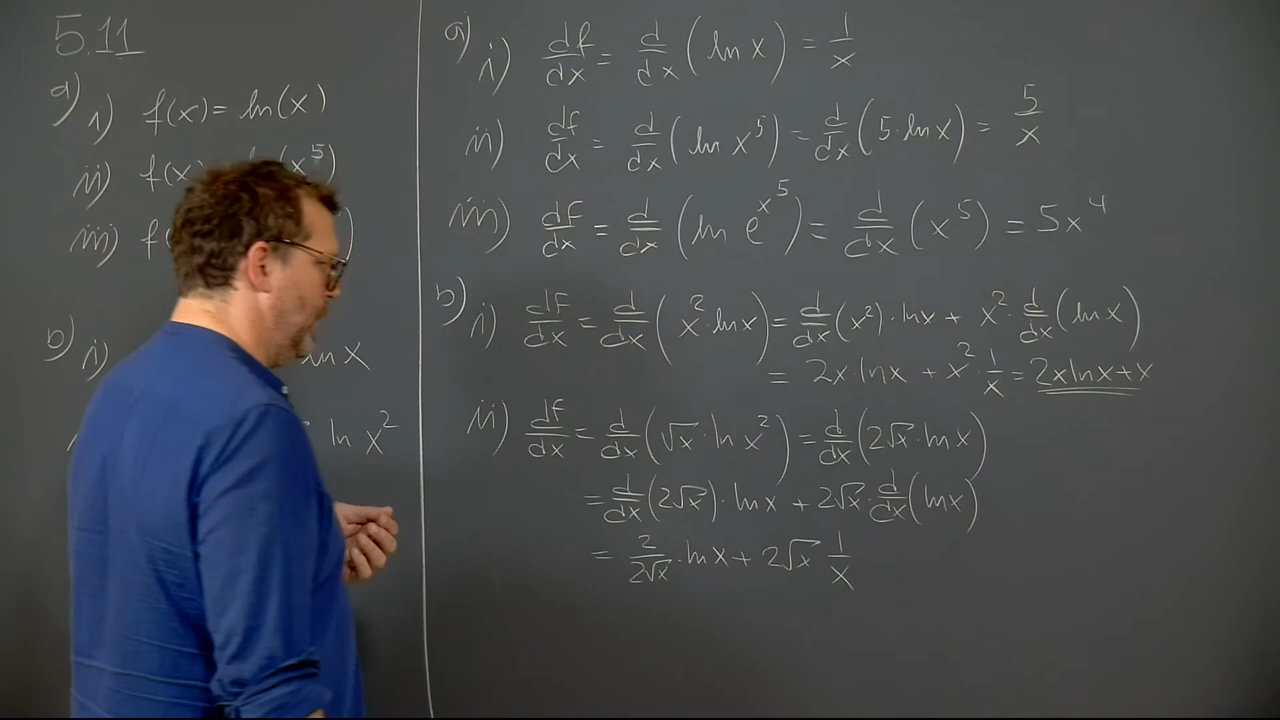 5.11
a) i) f(x) = ln(x)
ii) f(x x⁵)
iii) f( )
b) i) ln x
² ln x²
a) i) df/dx = d/dx (ln x) = 1/x
ii) df/dx = d/dx (ln x⁵) = d/dx (5·ln x) = 5/x
iii) df/dx = d/dx (ln e^x⁵) = d/dx (x⁵) = 5x⁴
b) i) df/dx = d/dx (x²·ln x) = d/dx (x²)·ln x + x²·d/dx (ln x)
= 2x·ln x + x²·1/x = 2x ln x + x
ii) df/dx = d/dx (√x·ln x²) = d/dx (2√x·ln x)
= d/dx (2√x)·ln x + 2√x·d/dx (ln x)
= 2/2√x·ln x + 2√x 1/x